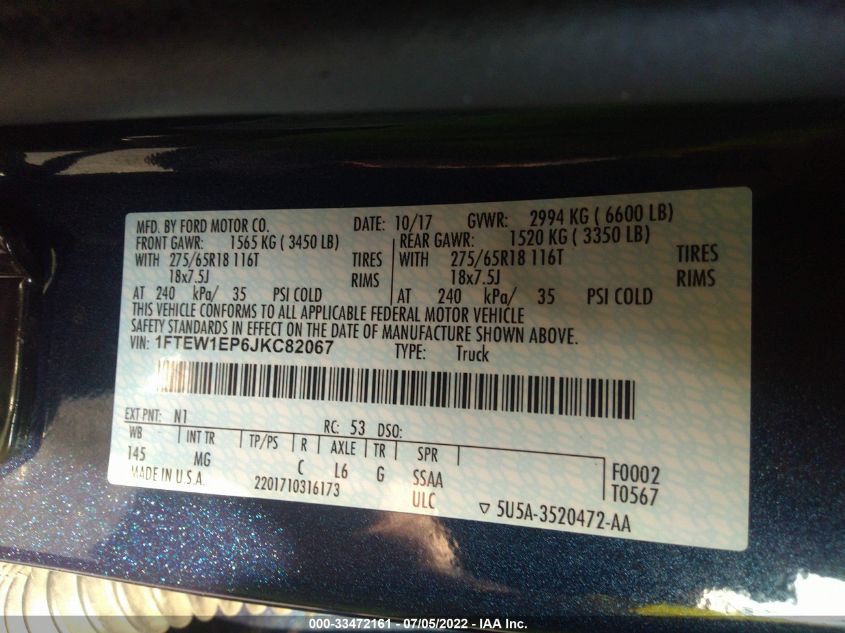 MFD. BY FORD MOTOR CO. DATE: 10/17 GVWR: 2994 KG ( 6600 LB)
FRONT GAWR: 1565 KG ( 3450 LB) REAR GAWR: 1520 KG ( 3350 LB)
WITH 275/65R18 116T TIRES WITH 275/65R18 116T TIRES
18x7.5J RIMS 18x7.5J RIMS
AT 240 kPa/ 35 PSI COLD AT 240 kPa/ 35 PSI COLD
THIS VEHICLE CONFORMS TO ALL APPLICABLE FEDERAL MOTOR VEHICLE
SAFETY STANDARDS IN EFFECT ON THE DATE OF MANUFACTURE SHOWN ABOVE.
VIN: 1FTEW1EP6JKC82067 TYPE: Truck
EXT PNT: N1 RC: 53 DSO:
WB INT TR TP/PS R AXLE TR SPR
145 MG C L6 G SSAA F0002
MADE IN U.S.A. 2201710316173 ULC T0567
5U5A-3520472-AA
000-33472161 - 07/05/2022 - IAA Inc.